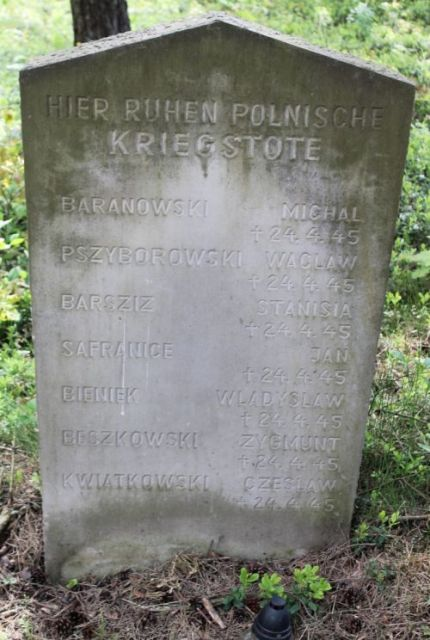 HIER RUHEN POLNISCHE
KRIEGSTOTE
BARANOWSKI MICHAL
† 24.4.45
PSZYBOROWSKI WACLAW
† 24.4.45
BARSZIZ STANISIA
† 24.4.45
SAFRANICE JAN
† 24.4.45
BIENIEK WLADYSLAW
† 24.4.45
BESZKOWSKI ZYGMUNT
† 24.4.45
KWIATKOWSKI CZESLAW
† 24.4.45